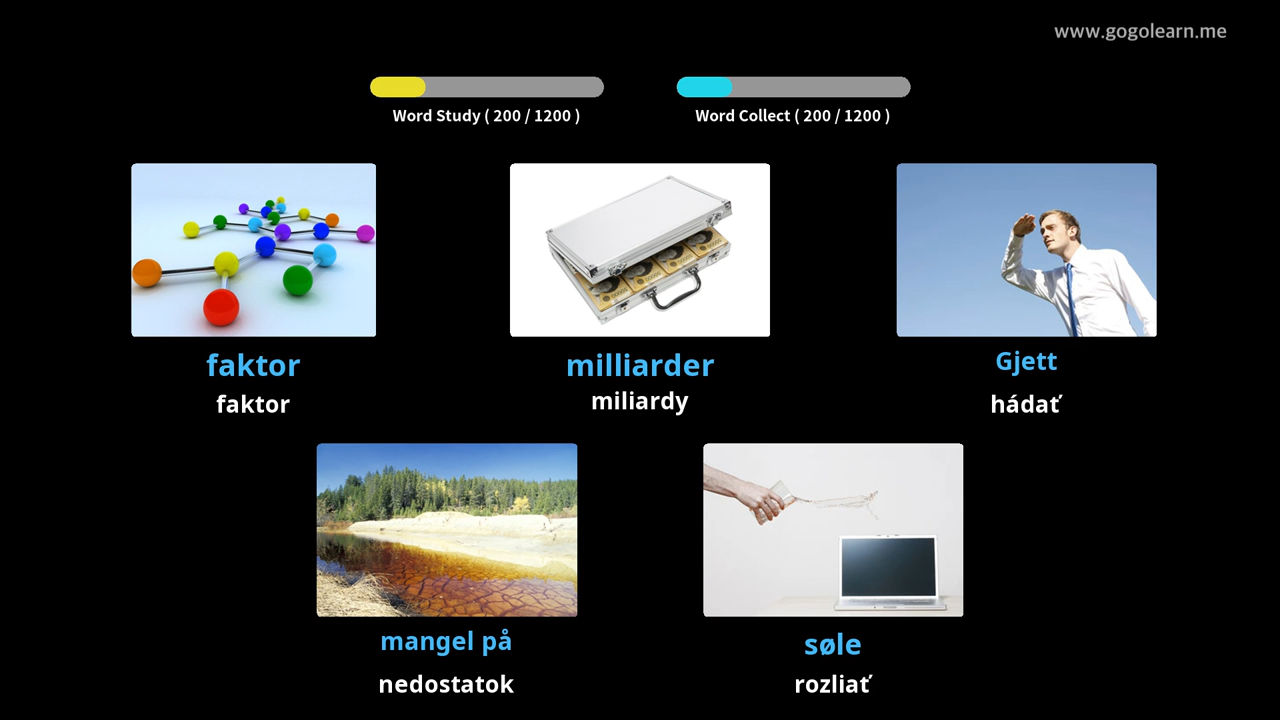 www.gogolearn.me
Word Study ( 200 / 1200 )
Word Collect ( 200 / 1200 )
faktor
faktor
milliarder
miliardy
Gjett
hádať
mangel på
nedostatok
søle
rozliať